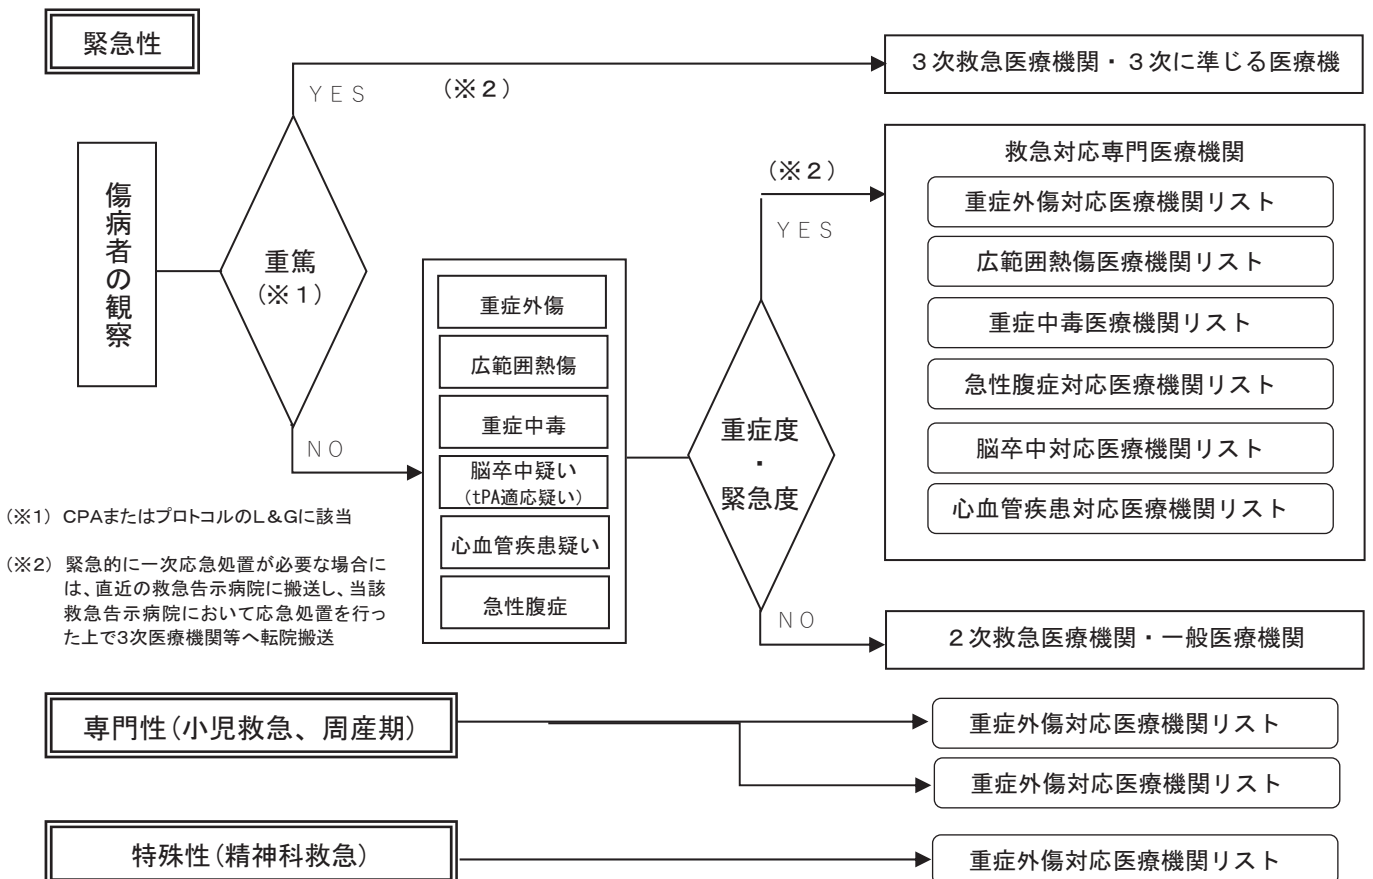 緊急性
3次救急医療機関・3次に準じる医療機
YES
(※2)
傷病者の観察
重篤
(※1)
NO
重症外傷
広範囲熱傷
重症中毒
脳卒中疑い
(tPA適応疑い)
心血管疾患疑い
急性腹症
重症度
・
緊急度
(※2)
YES
NO
救急対応専門医療機関
重症外傷対応医療機関リスト
広範囲熱傷医療機関リスト
重症中毒医療機関リスト
急性腹症対応医療機関リスト
脳卒中対応医療機関リスト
心血管疾患対応医療機関リスト
2次救急医療機関・一般医療機関
(※1) CPAまたはプロトコルのL&Gに該当
(※2) 緊急的に一次応急処置が必要な場合に
は、直近の救急告示病院に搬送し、当該
救急告示病院において応急処置を行っ
た上で3次医療機関等へ転院搬送
専門性(小児救急、周産期)
重症外傷対応医療機関リスト
重症外傷対応医療機関リスト
特殊性(精神科救急)
重症外傷対応医療機関リスト